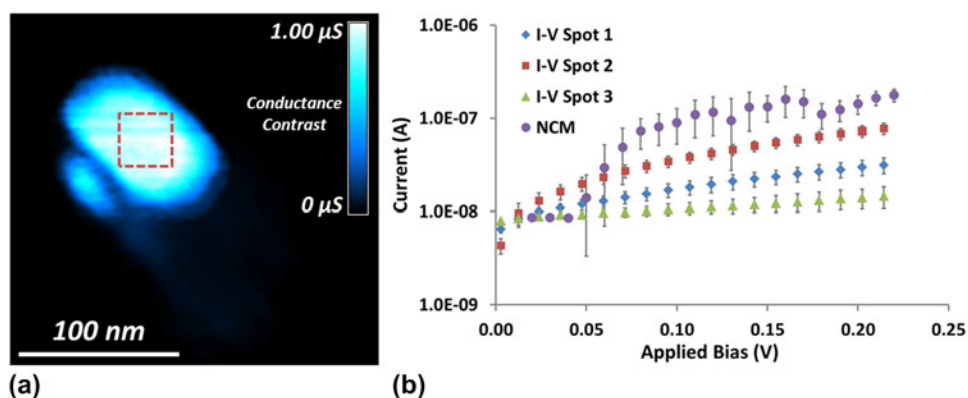 1.00 µS
Conductance
Contrast
0 µS
100 nm
(a)
1.0E-06
1.0E-07
1.0E-08
1.0E-09
Current (A)
I-V Spot 1
I-V Spot 2
I-V Spot 3
NCM
0.00 0.05 0.10 0.15 0.20 0.25
Applied Bias (V)
(b)